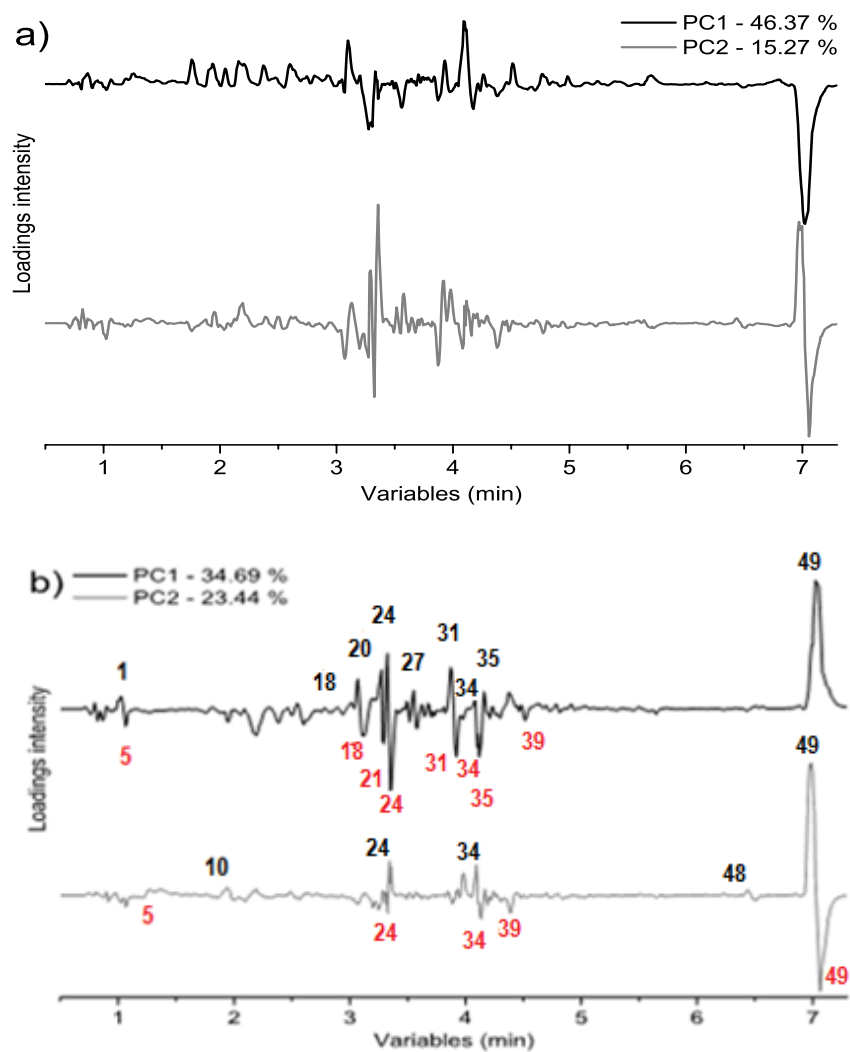 a)
PC1 - 46.37 %
PC2 - 15.27 %
Loadings intensity
1 2 3 4 5 6 7
Variables (min)
b)
PC1 - 34.69 %
PC2 - 23.44 %
49
24
31
20
35
1
27
18
34
5
18
31
34
39
21
24
35
49
24
34
10
48
5
24
34
39
49
Loadings intensity
1 2 3 4 5 6 7
Variables (min)